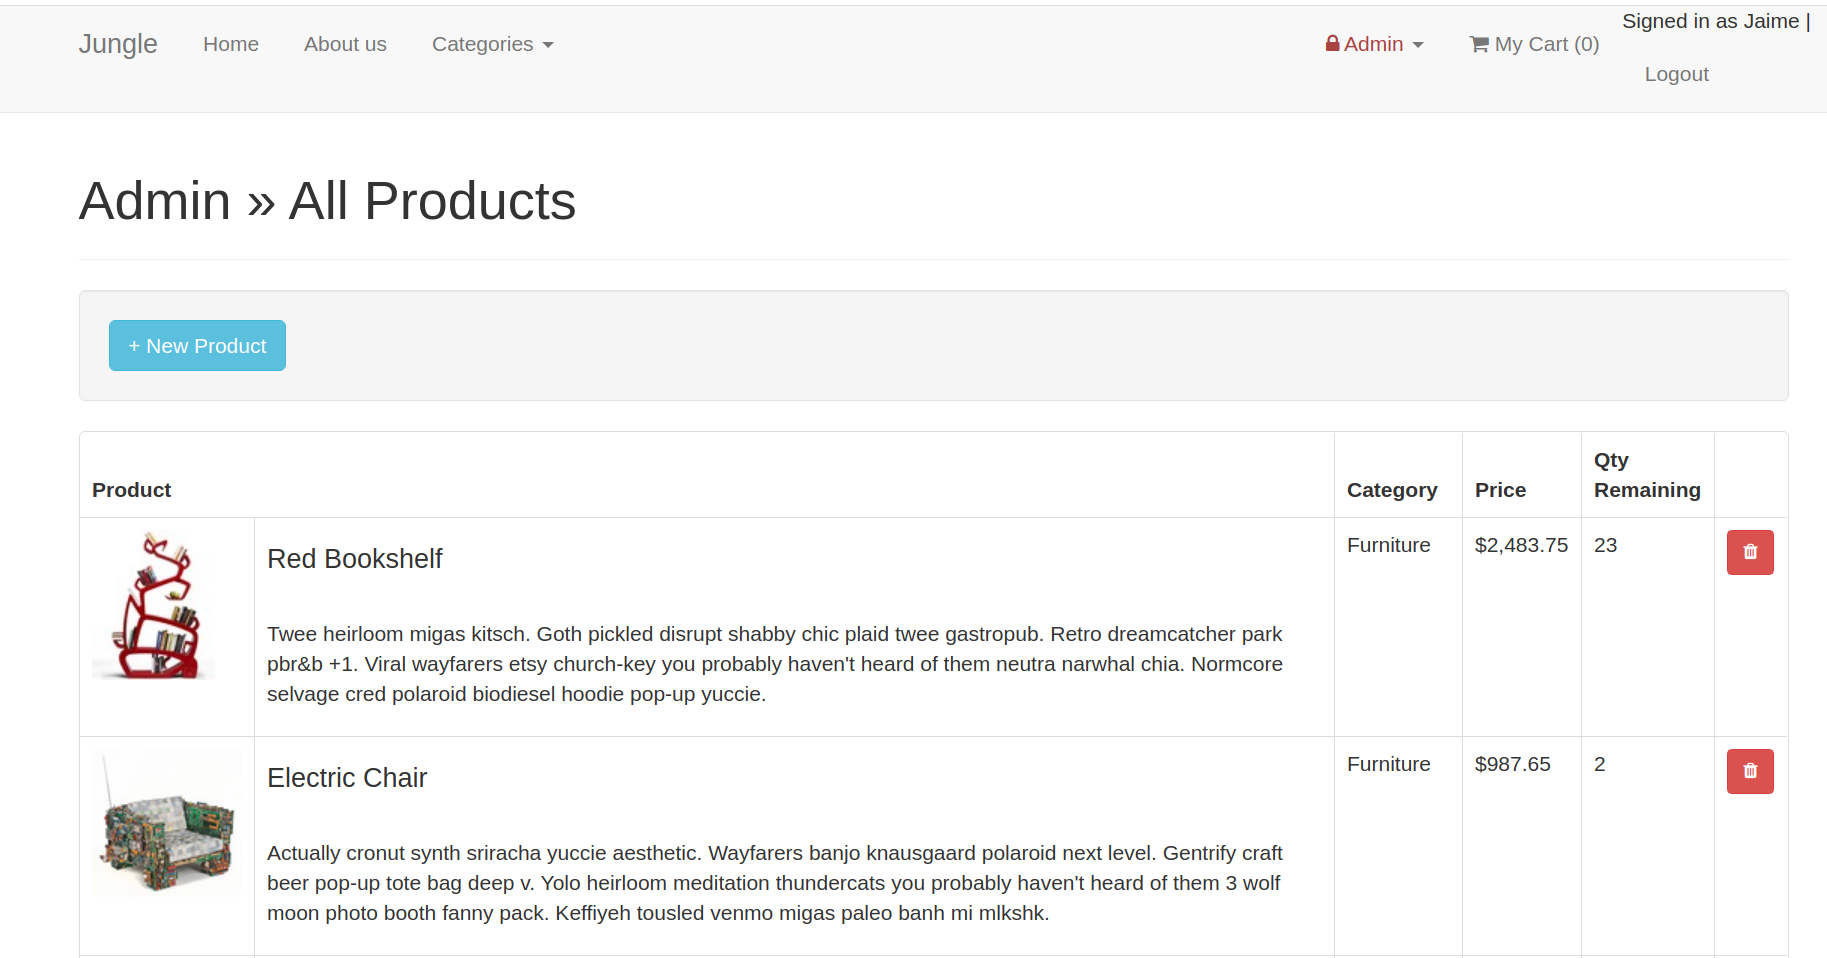 Signed in as Jaime |
Jungle Home About us Categories Admin My Cart (0)
Logout
Admin » All Products
+ New Product
Qty
Product Category Price Remaining
Red Bookshelf Furniture $2,483.75 23
Twee heirloom migas kitsch. Goth pickled disrupt shabby chic plaid twee gastropub. Retro dreamcatcher park
pbr&b +1. Viral wayfarers etsy church-key you probably haven't heard of them neutra narwhal chia. Normcore
selvage cred polaroid biodiesel hoodie pop-up yuccie.
Electric Chair Furniture $987.65 2
Actually cronut synth sriracha yuccie aesthetic. Wayfarers banjo knausgaard polaroid next level. Gentrify craft
beer pop-up tote bag deep v. Yolo heirloom meditation thundercats you probably haven't heard of them 3 wolf
moon photo booth fanny pack. Keffiyeh tousled venmo migas paleo banh mi mlkshk.